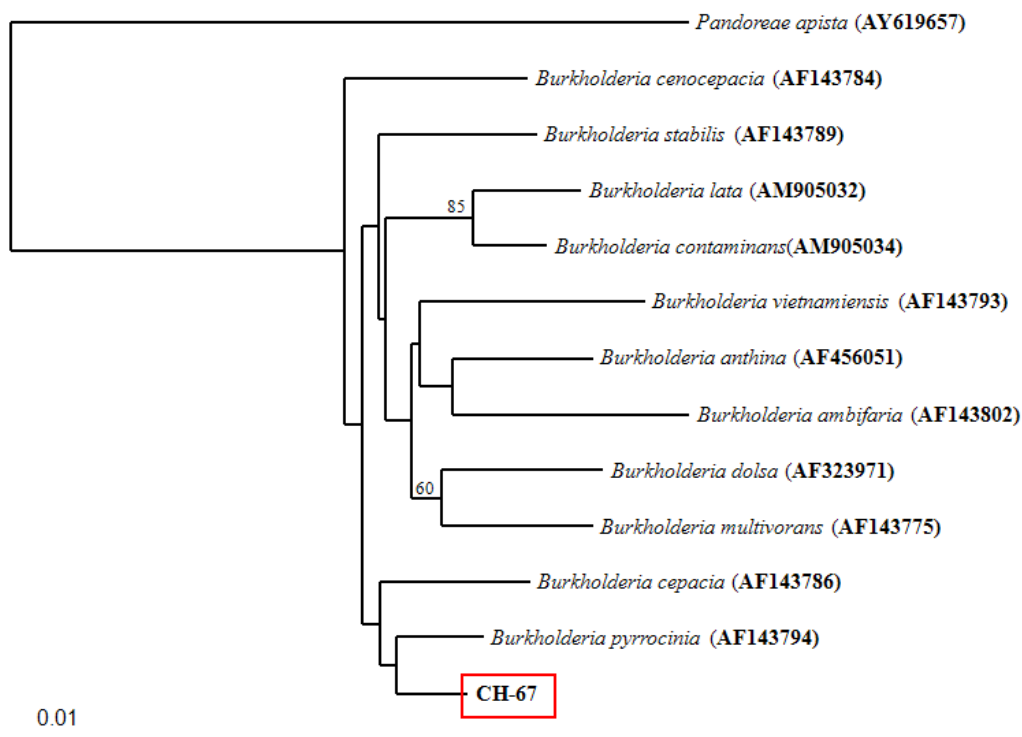 Pandoreae apista (AY619657)
Burkholderia cenocepacia (AF143784)
Burkholderia stabilis (AF143789)
Burkholderia lata (AM905032)
85
Burkholderia contaminans(AM905034)
Burkholderia vietnamiensis (AF143793)
Burkholderia anthina (AF456051)
Burkholderia ambifaria (AF143802)
Burkholderia dolsa (AF323971)
60
Burkholderia multivorans (AF143775)
Burkholderia cepacia (AF143786)
Burkholderia pyrrocinia (AF143794)
CH-67
0.01